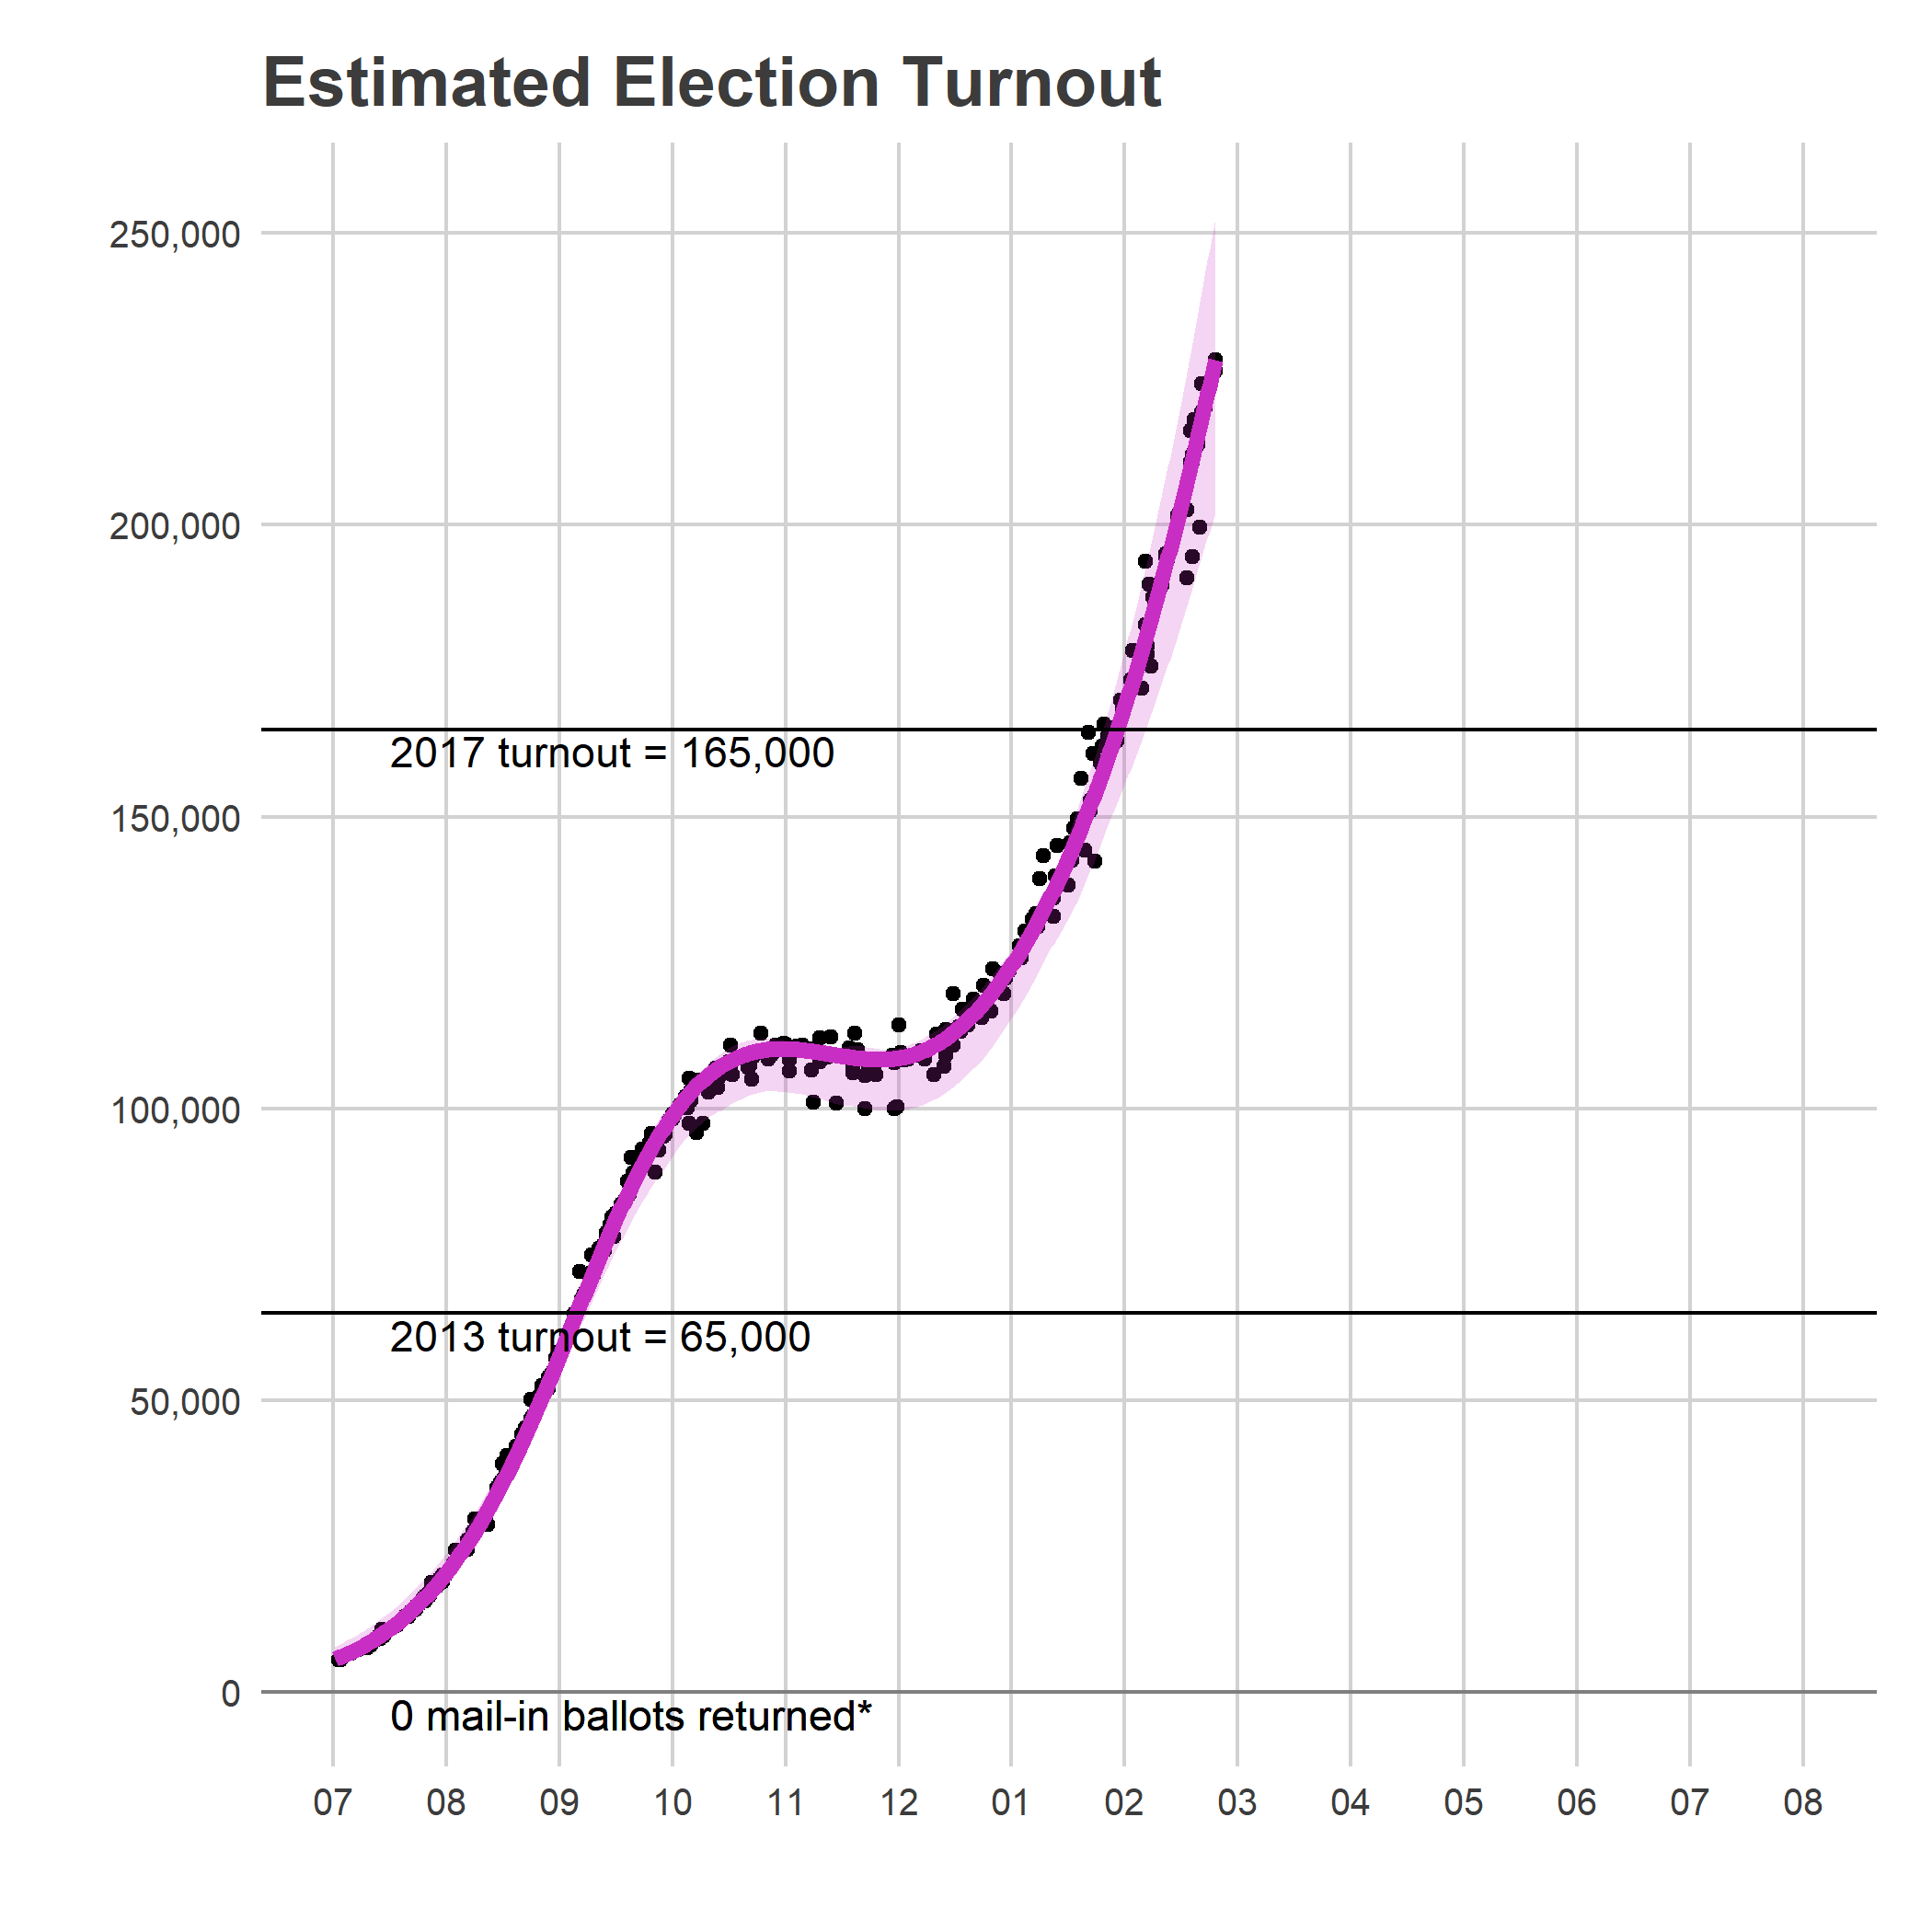 Estimated Election Turnout
250,000
200,000
2017 turnout = 165,000
150,000
100,000
2013 turnout = 65,000
50,000
0
0 mail-in ballots returned*
07 08 09 10 11 12 01 02 03 04 05 06 07 08